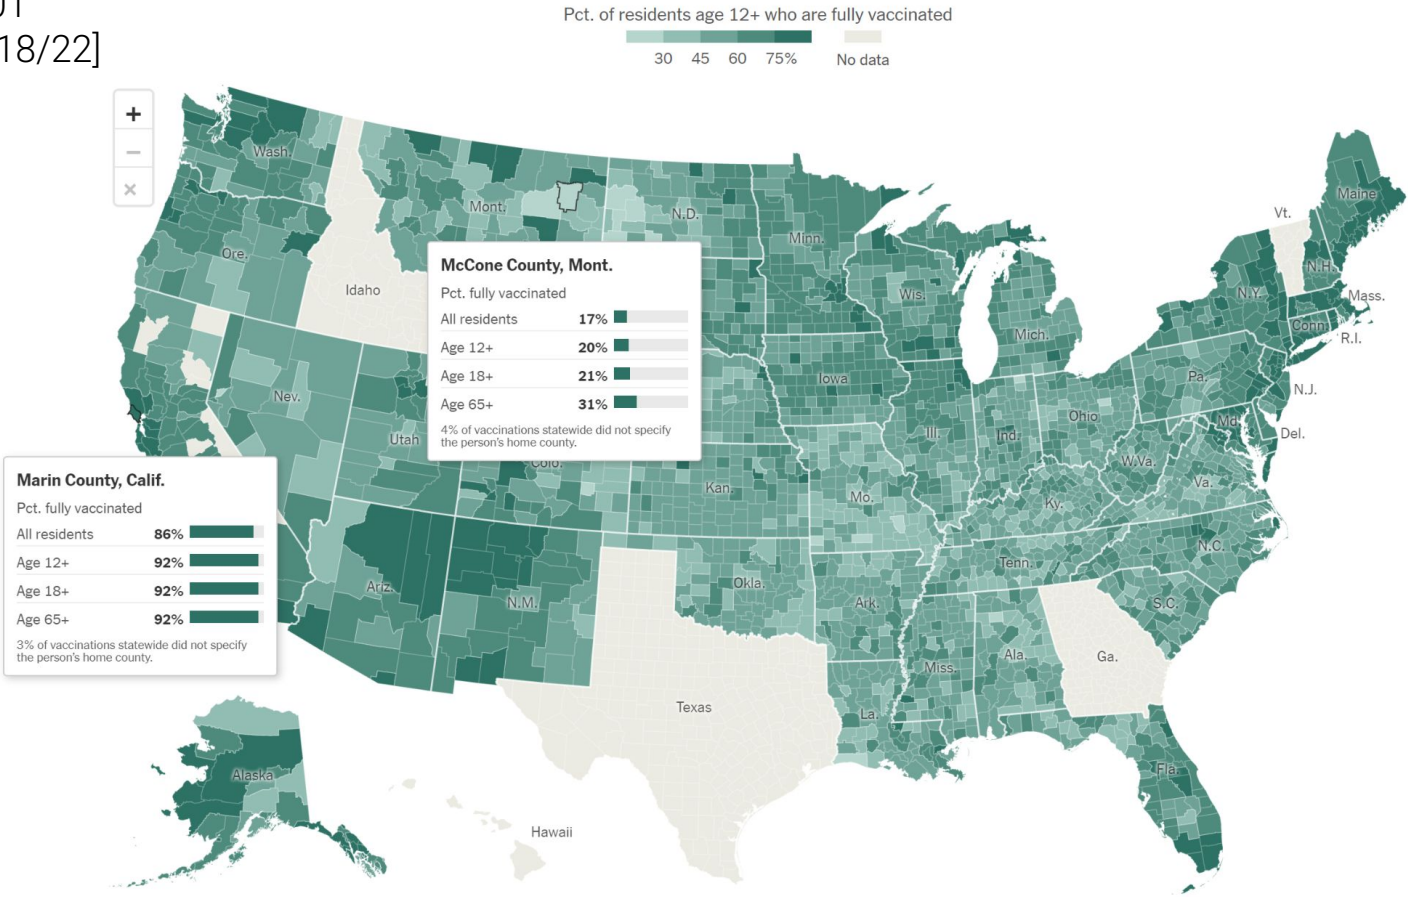 18/22]
Pct. of residents age 12+ who are fully vaccinated
30 45 60 75% No data
+
−
×
Wash.
Mont.
N.D.
Minn.
Maine
Vt.
Ore.
Idaho
Wis.
Mich.
N.Y.
N.H.
Mass.
Conn.
R.I.
McCone County, Mont.
Pct. fully vaccinated
All residents 17%
Age 12+ 20%
Age 18+ 21%
Age 65+ 31%
4% of vaccinations statewide did not specify
the person's home county.
Nev.
Utah
Colo.
Iowa
Ill.
Ind.
Ohio
Pa.
N.J.
Md.
Del.
W.Va.
Va.
Kan.
Mo.
Ky.
Marin County, Calif.
Pct. fully vaccinated
All residents 86%
Age 12+ 92%
Age 18+ 92%
Age 65+ 92%
3% of vaccinations statewide did not specify
the person's home county.
Ariz.
N.M.
Okla.
Ark.
Tenn.
N.C.
S.C.
Texas
La.
Miss.
Ala.
Ga.
Fla.
Alaska
Hawaii